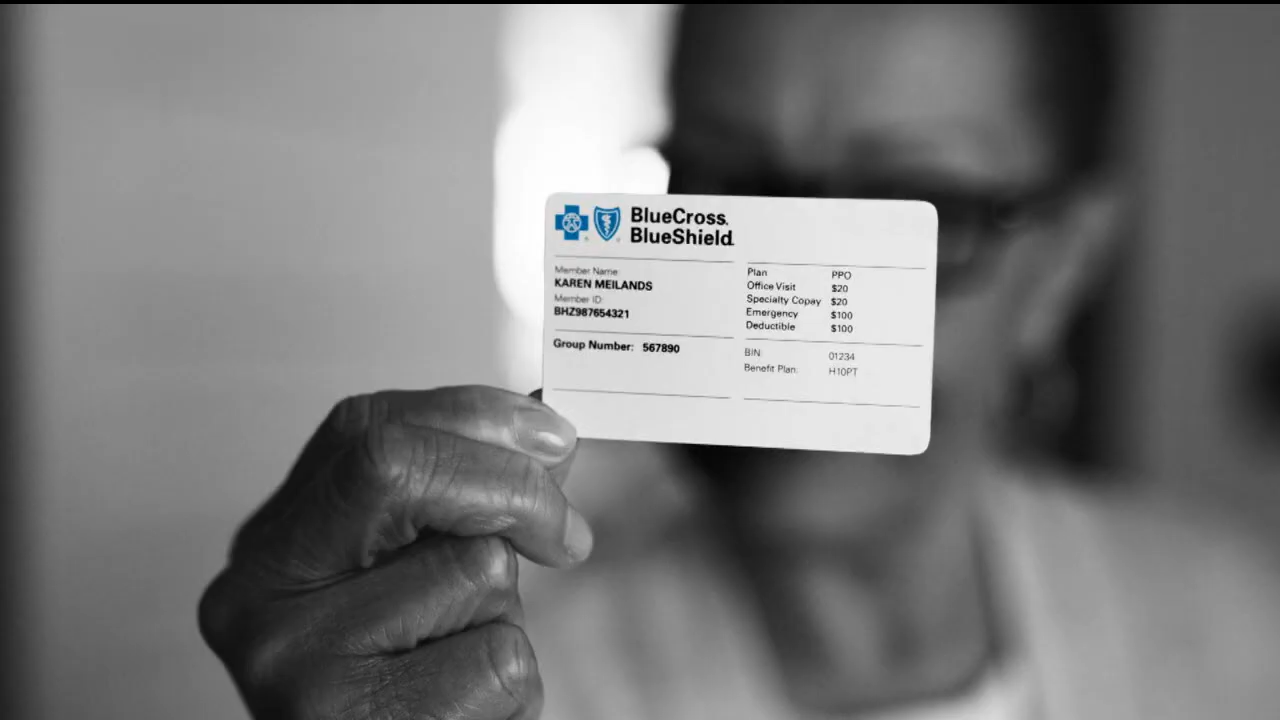 BlueCross
BlueShield
Member Name
KAREN MEILANDS
Member ID:
BHZ987654321
Group Number: 567890
Plan PPO
Office Visit $20
Specialty Copay $20
Emergency $100
Deductible $100
BIN: 01234
Benefit Plan: H10PT